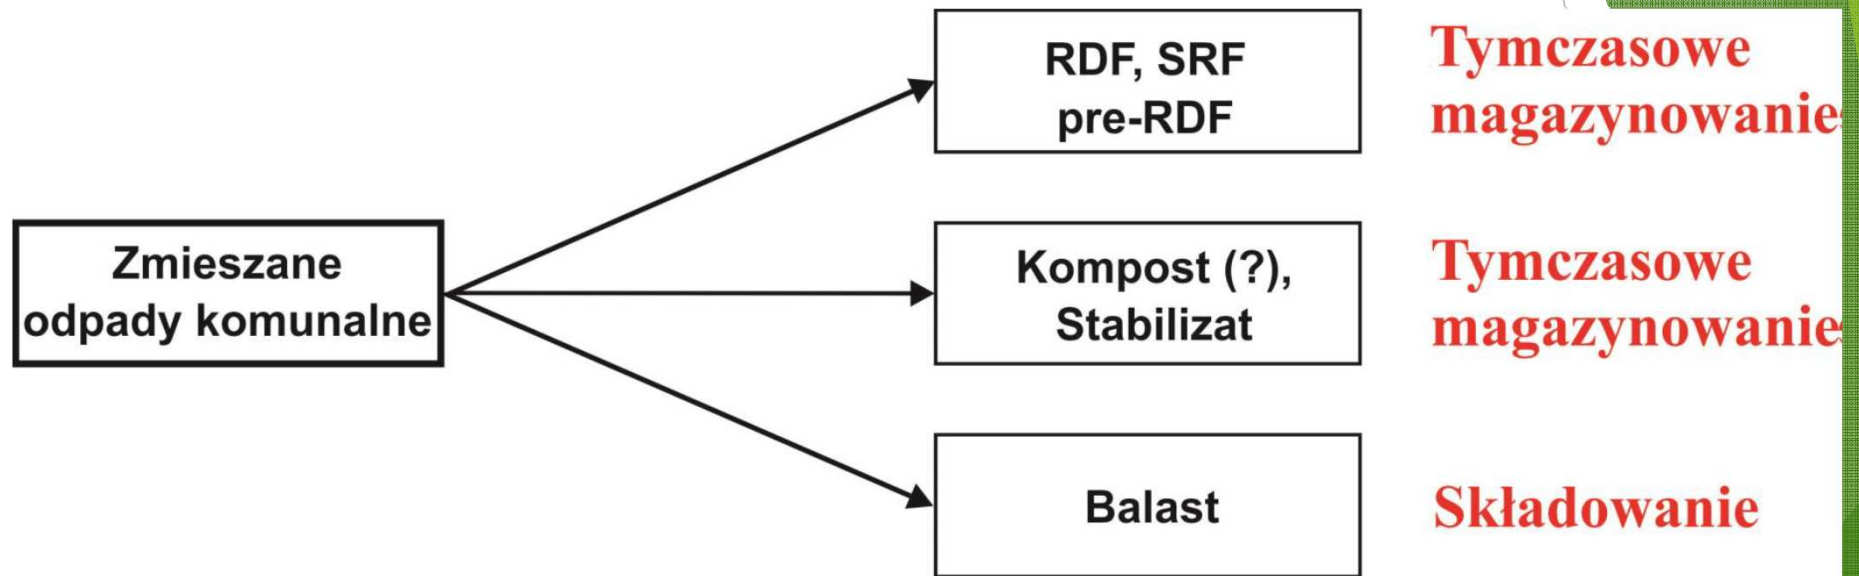 RDF, SRF
pre-RDF
Tymczasowe
magazynowanie
Zmieszane
odpady komunalne
Kompost (?),
Stabilizat
Tymczasowe
magazynowanie
Balast
Składowanie